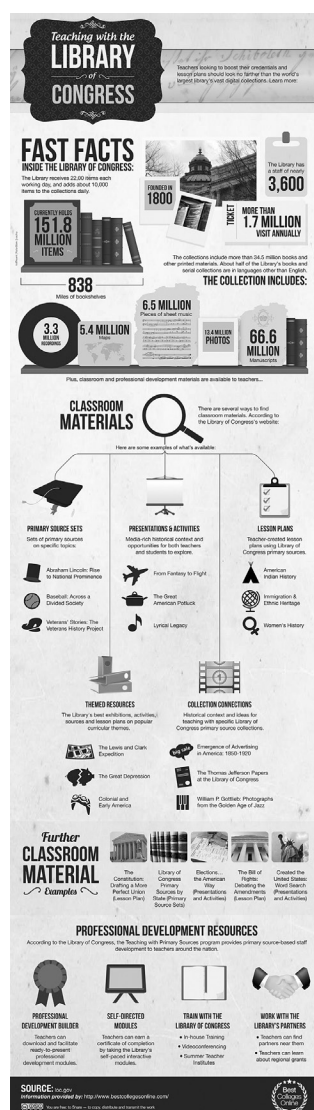 Teaching with the
LIBRARY
of
CONGRESS
Teachers looking to boost their credentials and
lesson plans should look no farther than the world's
largest library's vast digital collections. Learn more:
FAST FACTS
INSIDE THE LIBRARY OF CONGRESS:
The Library receives 22,00 items each
working day, and adds about 10,000
items to the collections daily.
CURRENTLY HOLDS
151.8
MILLION
ITEMS
838
Miles of bookshelves
FOUNDED IN
1800
The Library has
a staff of nearly
3,600
TICKET
MORE THAN
1.7 MILLION
VISIT ANNUALLY
The collections include more than 34.5 million books and
other printed materials. About half of the Library's books and
serial collections are in languages other than English.
THE COLLECTION INCLUDES:
3.3
MILLION
RECORDINGS
5.4 MILLION
Maps
6.5 MILLION
Pieces of sheet music
13.4 MILLION
PHOTOS
66.6
MILLION
Manuscripts
Plus, classroom and professional development materials are available to teachers...
CLASSROOM
MATERIALS
There are several ways to find
classroom materials. According to
the Library of Congress's website:
Here are some examples of what's available:
PRIMARY SOURCE SETS
Sets of primary sources
on specific topics:
Abraham Lincoln: Rise
to National Prominence
Baseball: Across a
Divided Society
Veterans' Stories: The
Veterans History Project
PRESENTATIONS & ACTIVITIES
Media-rich historical context and
opportunities for both teachers
and students to explore.
From Fantasy to Flight
The Great
American Potluck
Lyrical Legacy
LESSON PLANS
Teacher-created lesson
plans using Library of
Congress primary sources.
American
Indian History
Immigration &
Ethnic Heritage
Women's History
THEMED RESOURCES
The Library's best exhibitions, activities,
sources and lesson plans on popular
curricular themes.
The Lewis and Clark
Expedition
The Great Depression
Colonial and
Early America
COLLECTION CONNECTIONS
Historical context and ideas for
teaching with specific Library of
Congress primary source collections.
big sale
Emergence of Advertising
in America: 1850-1920
The Thomas Jefferson Papers
at the Library of Congress
William P. Gottlieb: Photographs
from the Golden Age of Jazz
Further
CLASSROOM
MATERIAL
Examples
The
Constitution:
Drafting a More
Perfect Union
(Lesson Plan)
Library of
Congress
Primary
Sources by
State (Primary
Source Sets)
Elections...
the American
Way
(Presentations
and Activities)
The Bill of
Rights:
Debating the
Amendments
(Lesson Plan)
Created the
United States:
Word Search
(Presentations
and Activities)
PROFESSIONAL DEVELOPMENT RESOURCES
According to the Library of Congress, the Teaching with Primary Sources program provides primary source-based staff
development to teachers around the nation.
PROFESSIONAL
DEVELOPMENT BUILDER
Teachers can
download and facilitate
ready-to-present
professional
development modules.
SELF-DIRECTED
MODULES
Teachers can earn a
certificate of completion
by taking the Library's
self-paced interactive
modules.
TRAIN WITH THE
LIBRARY OF CONGRESS
• In-house Training
• Videoconferencing
• Summer Teacher
Institutes
WORK WITH THE
LIBRARY'S PARTNERS
• Teachers can find
partners near them
• Teachers can learn
about regional grants
SOURCE: loc.gov
Information provided by: http://www.bestcollegesonline.com/
You are free to Share — to copy, distribute and transmit the work
Best
Colleges
Online